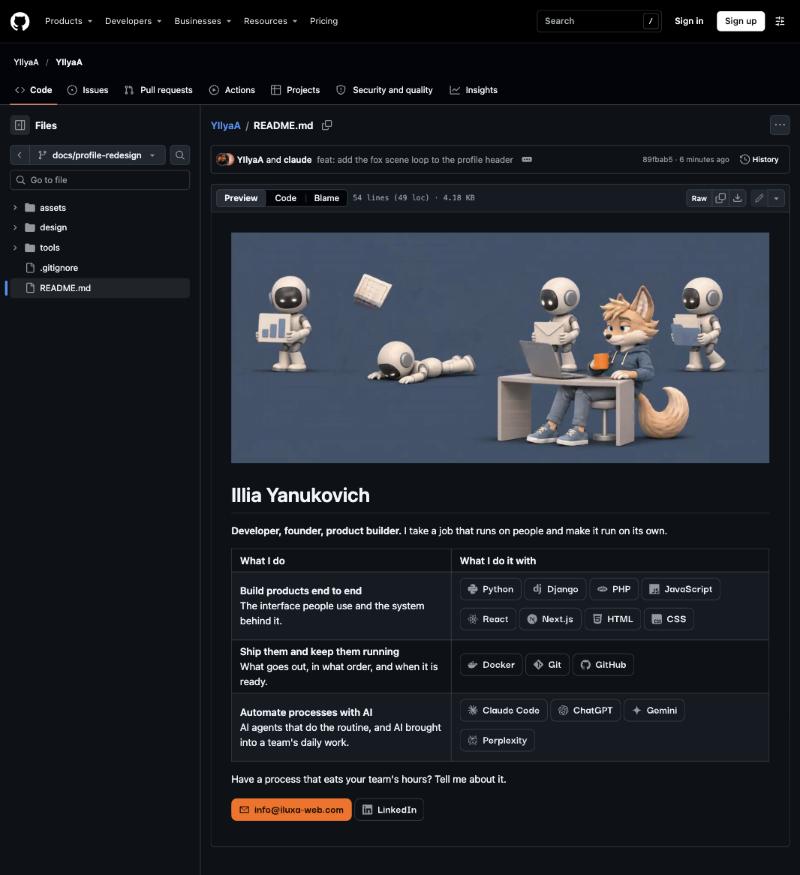 Products
Developers
Businesses
Resources
Pricing
Search
/
Sign in
Sign up
YllyaA / YllyaA
Code
Issues
Pull requests
Actions
Projects
Security and quality
Insights
Files
docs/profile-redesign
Go to file
assets
design
tools
.gitignore
README.md
YllyaA / README.md
YllyaA and claude feat: add the fox scene loop to the profile header
89fbab5 · 6 minutes ago
History
Preview
Code
Blame
54 lines (49 loc) · 4.18 KB
Raw
Illia Yanukovich
Developer, founder, product builder. I take a job that runs on people and make it run on its own.
What I do
What I do it with
Build products end to end
The interface people use and the system
behind it.
Python
Django
PHP
JavaScript
React
Next.js
HTML
CSS
Ship them and keep them running
What goes out, in what order, and when it is
ready.
Docker
Git
GitHub
Automate processes with AI
AI agents that do the routine, and AI brought
into a team's daily work.
Claude Code
ChatGPT
Gemini
Perplexity
Have a process that eats your team's hours? Tell me about it.
info@iluxa-web.com
LinkedIn